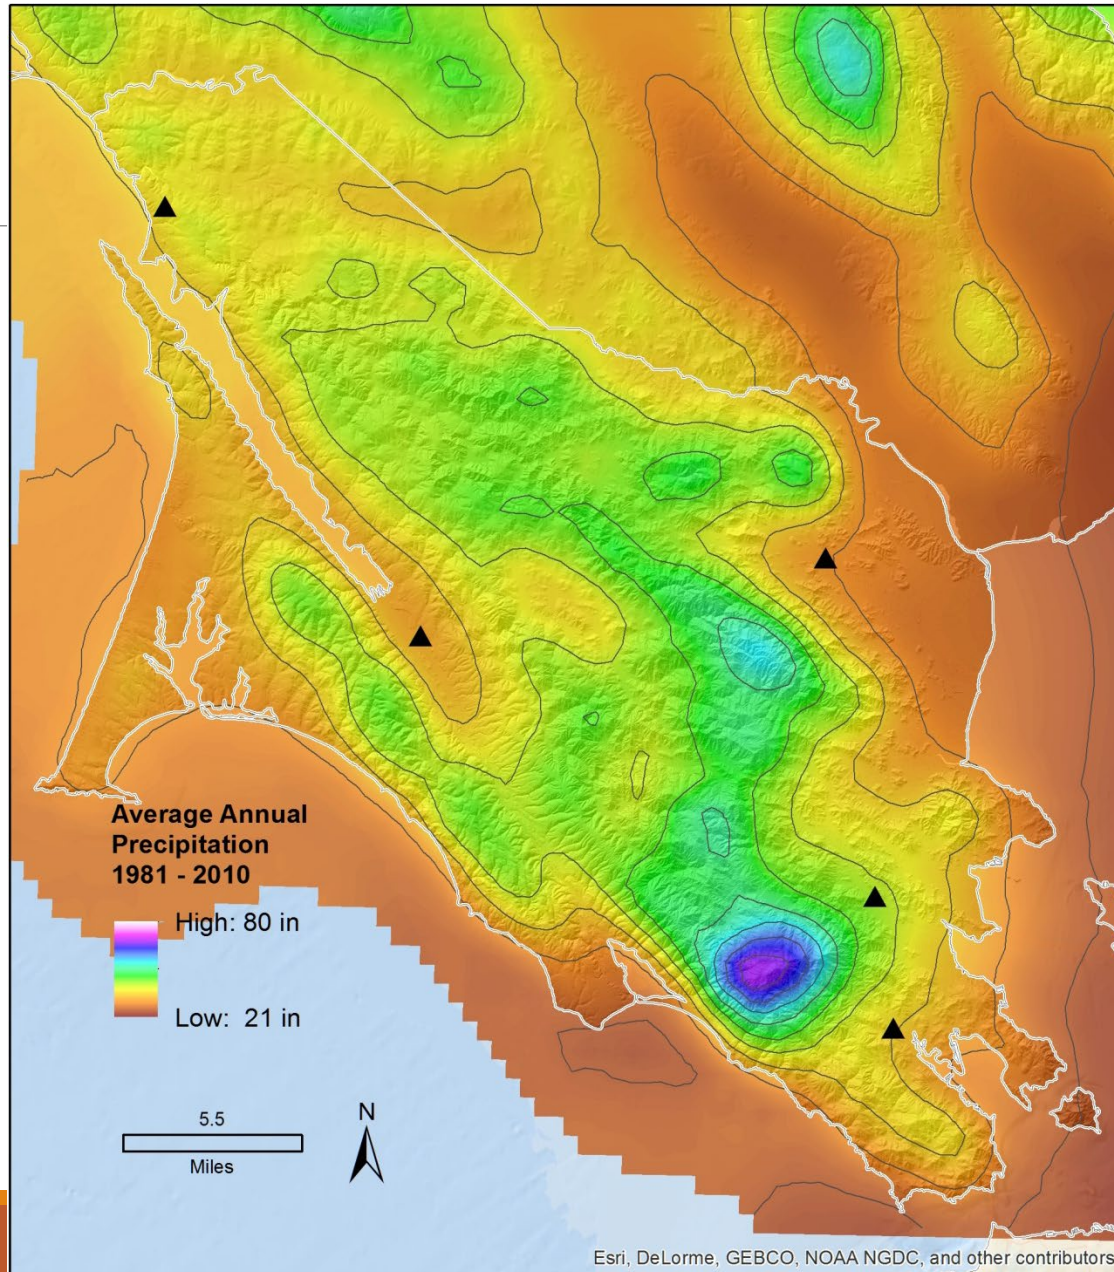 Average Annual
Precipitation
1981 - 2010
High: 80 in
Low: 21 in
5.5
Miles
N
Esri, DeLorme, GEBCO, NOAA NGDC, and other contributors